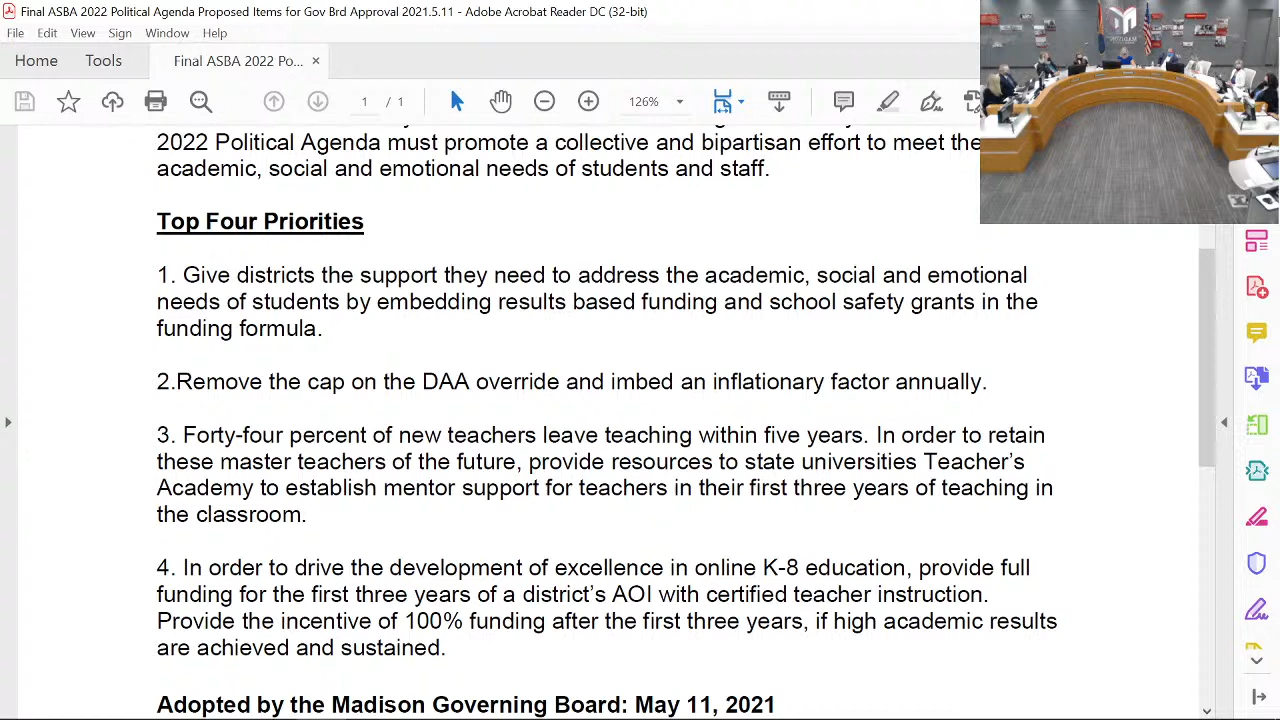 Final ASBA 2022 Political Agenda Proposed Items for Gov Brd Approval 2021.5.11 - Adobe Acrobat Reader DC (32-bit)
File Edit View Sign Window Help
Home Tools Final ASBA 2022 Po... ×
1 / 1 126%
2022 Political Agenda must promote a collective and bipartisan effort to meet the
academic, social and emotional needs of students and staff.
Top Four Priorities
1. Give districts the support they need to address the academic, social and emotional
needs of students by embedding results based funding and school safety grants in the
funding formula.
2.Remove the cap on the DAA override and imbed an inflationary factor annually.
3. Forty-four percent of new teachers leave teaching within five years. In order to retain
these master teachers of the future, provide resources to state universities Teacher’s
Academy to establish mentor support for teachers in their first three years of teaching in
the classroom.
4. In order to drive the development of excellence in online K-8 education, provide full
funding for the first three years of a district’s AOI with certified teacher instruction.
Provide the incentive of 100% funding after the first three years, if high academic results
are achieved and sustained.
Adopted by the Madison Governing Board: May 11, 2021